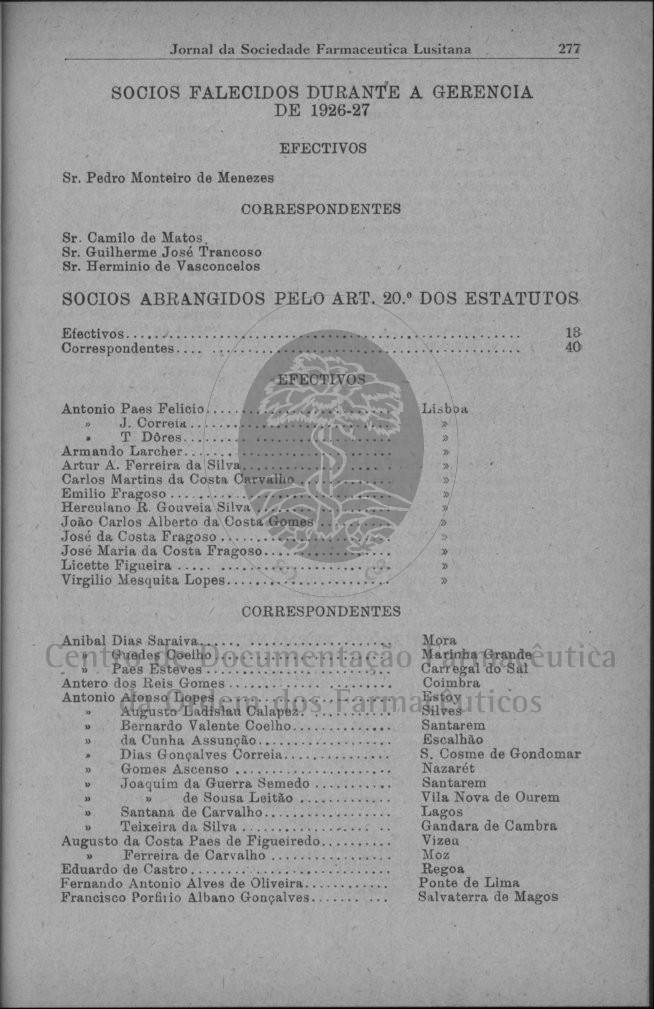 Jornal da Sociedade Farmaceutica Lusitana 277
SOCIOS FALECIDOS DURANTE A GERENCIA
DE 1926-27
EFECTIVOS
Sr. Pedro Monteiro de Menezes
CORRESPONDENTES
Sr. Camilo de Matos
Sr. Guilherme José Trancoso
Sr. Herminio de Vasconcelos
SOCIOS ABRANGIDOS PELO ART. 20.º DOS ESTATUTOS
Efectivos.................................................... 13
Correspondentes.... ........................................ 40
EFECTIVOS
Antonio Paes Felicio........................ Lisboa
» J. Correia.......................... »
» T Dôres.......................... »
Armando Larcher........................... »
Artur A. Ferreira da Silva................... »
Carlos Martins da Costa Carvalho ............ »
Emilio Fragoso ............................ »
Herculano R. Gouveia Silva ................. »
João Carlos Alberto da Costa Gomes ......... »
José da Costa Fragoso ...................... »
José Maria da Costa Fragoso................. »
Licette Figueira ..... ..................... »
Virgilio Mesquita Lopes..................... »
CORRESPONDENTES
Anibal Dias Saraiva..... .................. Mora
» Guedes Coelho ...................... Marinha Grande
» Paes Esteves ....................... Carregal do Sal
Antero dos Reis Gomes ..................... Coimbra
Antonio Afonso Lopes ...................... Estoy
» Augusto Ladislau Calapez............ Silves
» Bernardo Valente Coelho............. Santarem
» da Cunha Assunção................. Escalhão
» Dias Gonçalves Correia.............. S. Cosme de Gondomar
» Gomes Ascenso .................... Nazarét
» Joaquim da Guerra Semedo .......... Santarem
» » de Sousa Leitão ............ Vila Nova de Ourem
» Santana de Carvalho................ Lagos
» Teixeira da Silva ................... Gandara de Cambra
Augusto da Costa Paes de Figueiredo......... Vizeu
» Ferreira de Carvalho ................ Moz
Eduardo de Castro......................... Regoa
Fernando Antonio Alves de Oliveira............ Ponte de Lima
Francisco Porfirio Albano Gonçalves....... ... Salvaterra de Magos
Centro de Documentação Farmacêutica
da Ordem dos Farmacêuticos